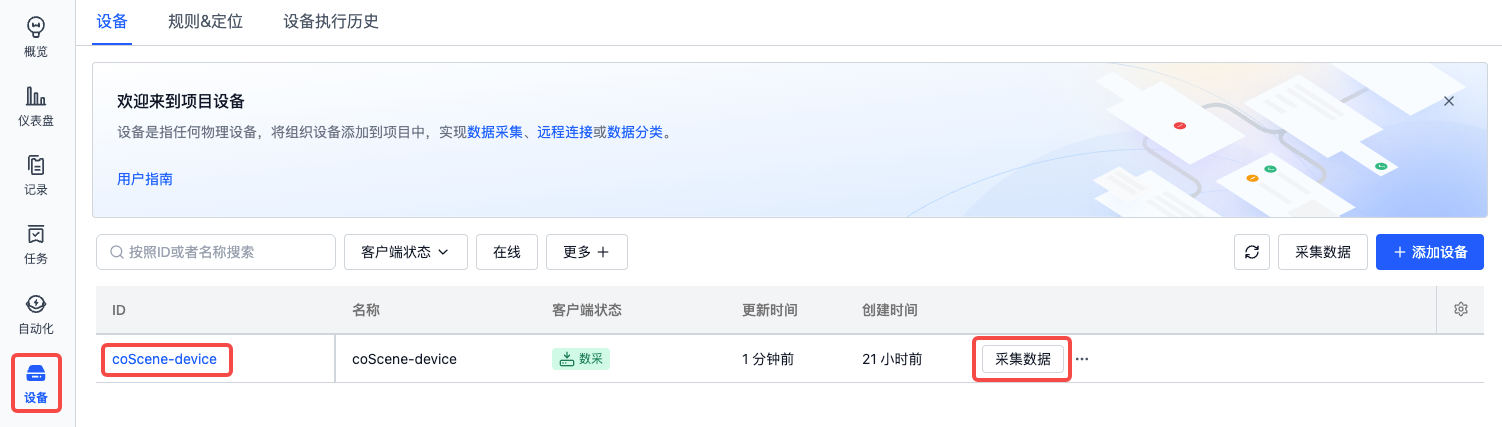 设备 规则&定位 设备执行历史
概览
仪表盘
记录
任务
自动化
设备
欢迎来到项目设备
设备是指任何物理设备，将组织设备添加到项目中，实现数据采集、远程连接或数据分类。
用户指南
按照ID或者名称搜索 客户端状态 在线 更多 + 采集数据 + 添加设备
ID 名称 客户端状态 更新时间 创建时间
coScene-device coScene-device 数采 1 分钟前 21 小时前 采集数据 ···